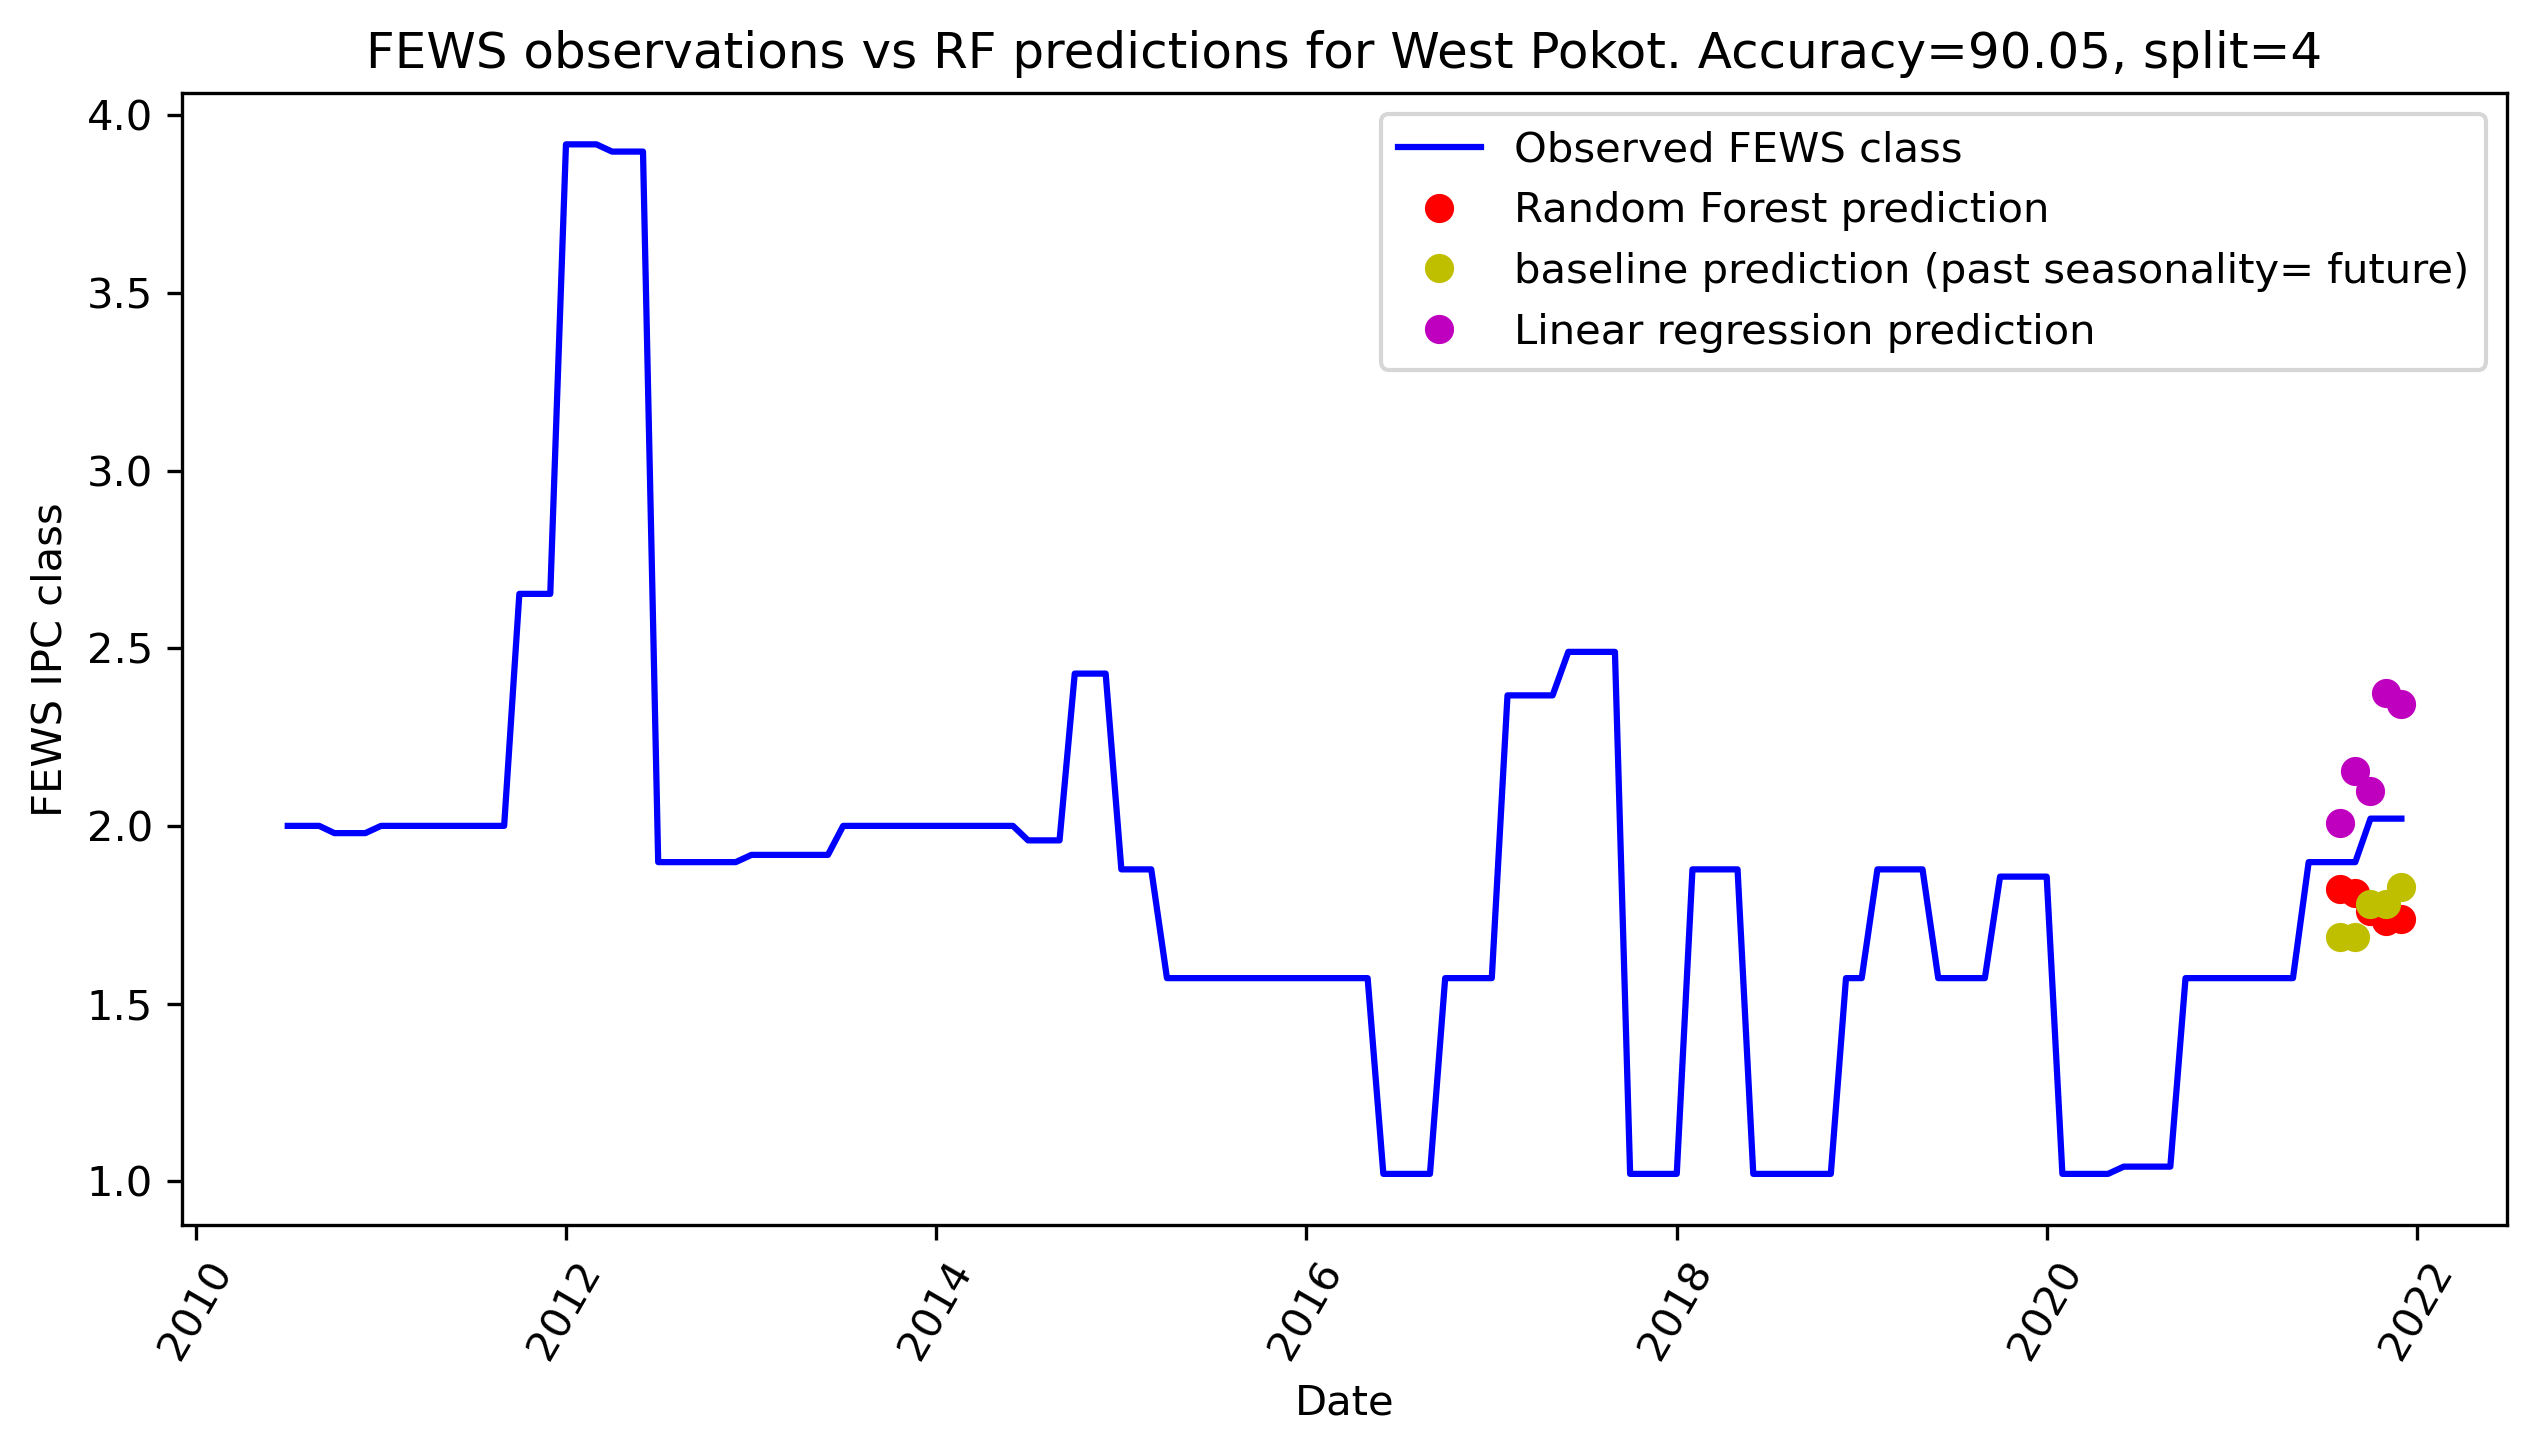 FEWS observations vs RF predictions for West Pokot. Accuracy=90.05, split=4
4.0
3.5
3.0
2.5
2.0
1.5
1.0
FEWS IPC class
Observed FEWS class
Random Forest prediction
baseline prediction (past seasonality= future)
Linear regression prediction
2010
2012
2014
2016
2018
2020
2022
Date